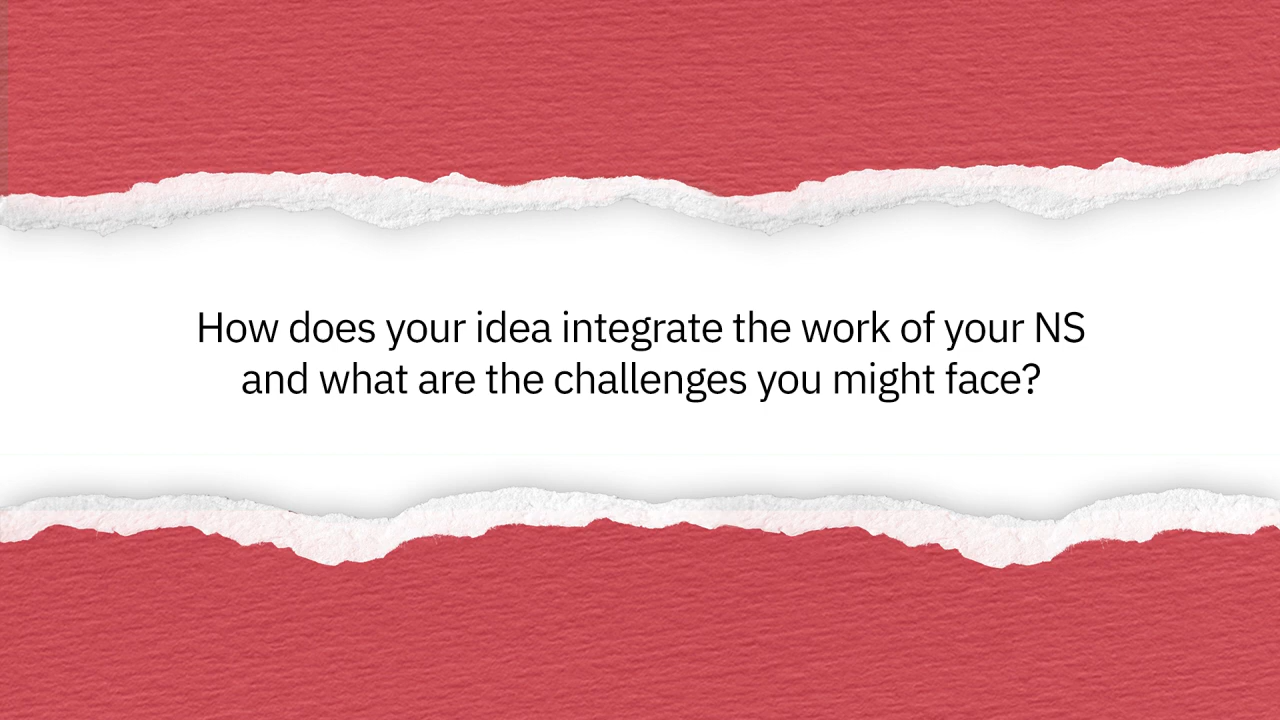 How does your idea integrate the work of your NS
and what are the challenges you might face?